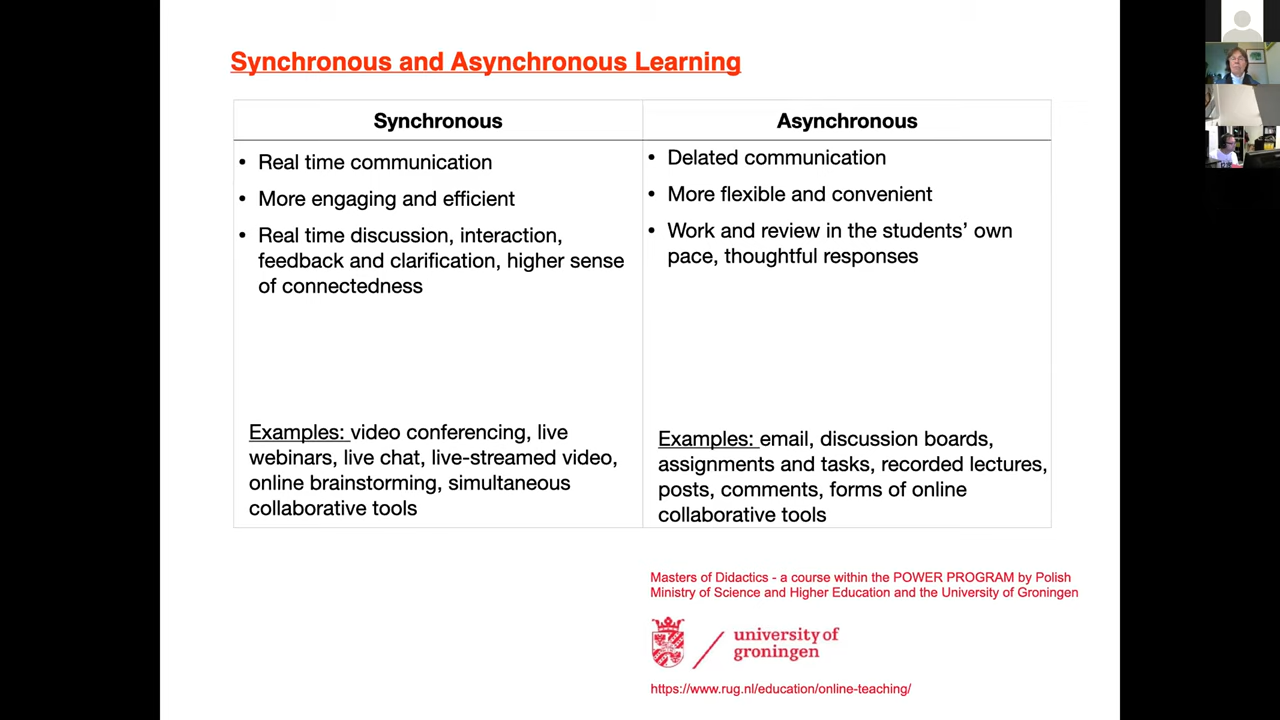 Synchronous and Asynchronous Learning
Synchronous
• Real time communication
• More engaging and efficient
• Real time discussion, interaction,
feedback and clarification, higher sense
of connectedness
Examples: video conferencing, live
webinars, live chat, live-streamed video,
online brainstorming, simultaneous
collaborative tools
Asynchronous
• Delated communication
• More flexible and convenient
• Work and review in the students’ own
pace, thoughtful responses
Examples: email, discussion boards,
assignments and tasks, recorded lectures,
posts, comments, forms of online
collaborative tools
Masters of Didactics - a course within the POWER PROGRAM by Polish
Ministry of Science and Higher Education and the University of Groningen
university of
groningen
https://www.rug.nl/education/online-teaching/